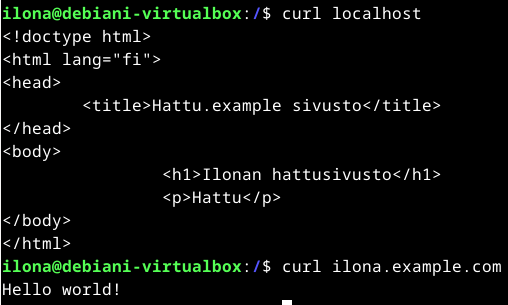 ilona@debiani-virtualbox:/$ curl localhost
<!doctype html>
<html lang="fi">
<head>
        <title>Hattu.example sivusto</title>
</head>
<body>
                <h1>Ilonan hattusivusto</h1>
                <p>Hattu</p>
</body>
</html>
ilona@debiani-virtualbox:/$ curl ilona.example.com
Hello world!